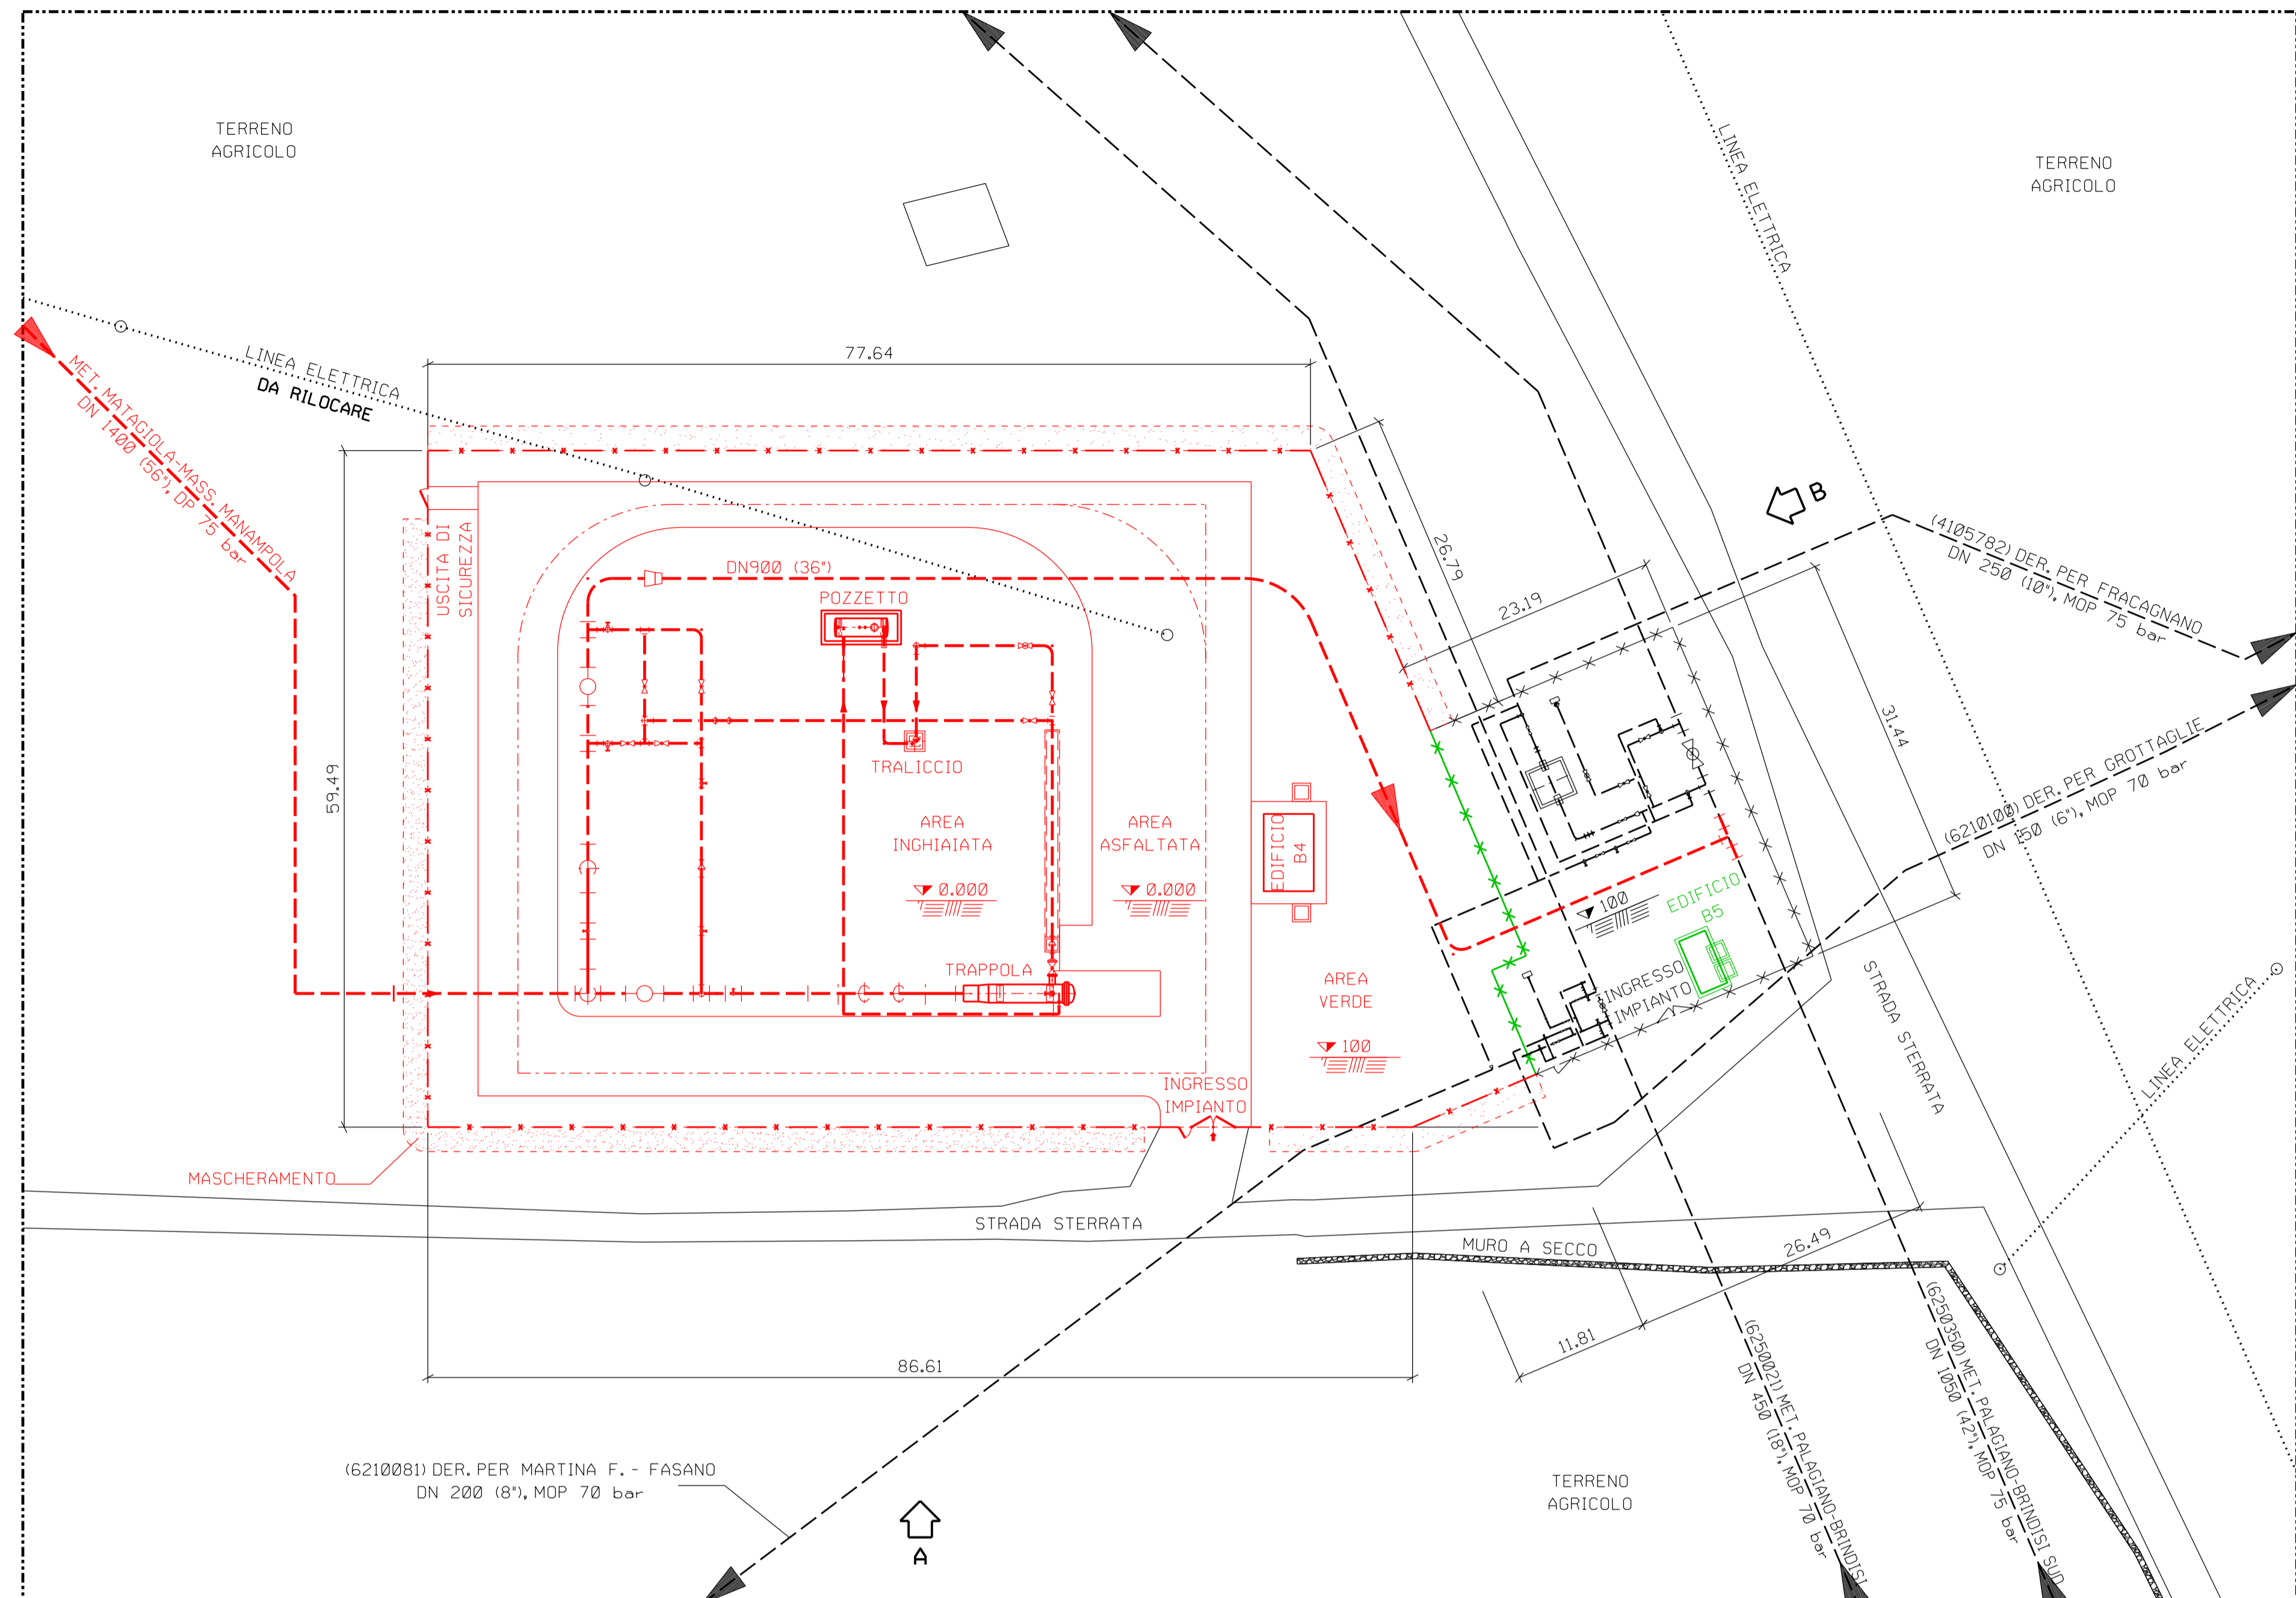 TERRENO
AGRICOLO
TERRENO
AGRICOLO
LINEA ELETTRICA
LINEA ELETTRICA
DA RILOCARE
MET. MATAGIOLA-MASS. MANAMPOLA
DN 1400 (56"), DP 75 bar
77.64
26.79
23.19
B
(4105782) DER. PER FRACAGNANO
DN 250 (10"), MOP 75 bar
31.44
(6210100) DER. PER GROTTAGLIE
DN 150 (6"), MOP 70 bar
59.49
USCITA DI
SICUREZZA
DN900 (36")
POZZETTO
TRALICCIO
AREA
INGHIAIATA
0.000
AREA
ASFALTATA
0.000
EDIFICIO
B4
TRAPPOLA
AREA
VERDE
100
100
EDIFICIO
B5
INGRESSO
IMPIANTO
INGRESSO
IMPIANTO
MASCHERAMENTO
STRADA STERRATA
STRADA STERRATA
LINEA ELETTRICA
MURO A SECCO
26.49
11.81
86.61
(6250021) MET. PALAGIANO-BRINDISI
DN 450 (18"), MOP 70 bar
(6250350) MET. PALAGIANO-BRINDISI SUD
DN 1050 (42"), MOP 75 bar
(6210081) DER. PER MARTINA F. - FASANO
DN 200 (8"), MOP 70 bar
A
TERRENO
AGRICOLO